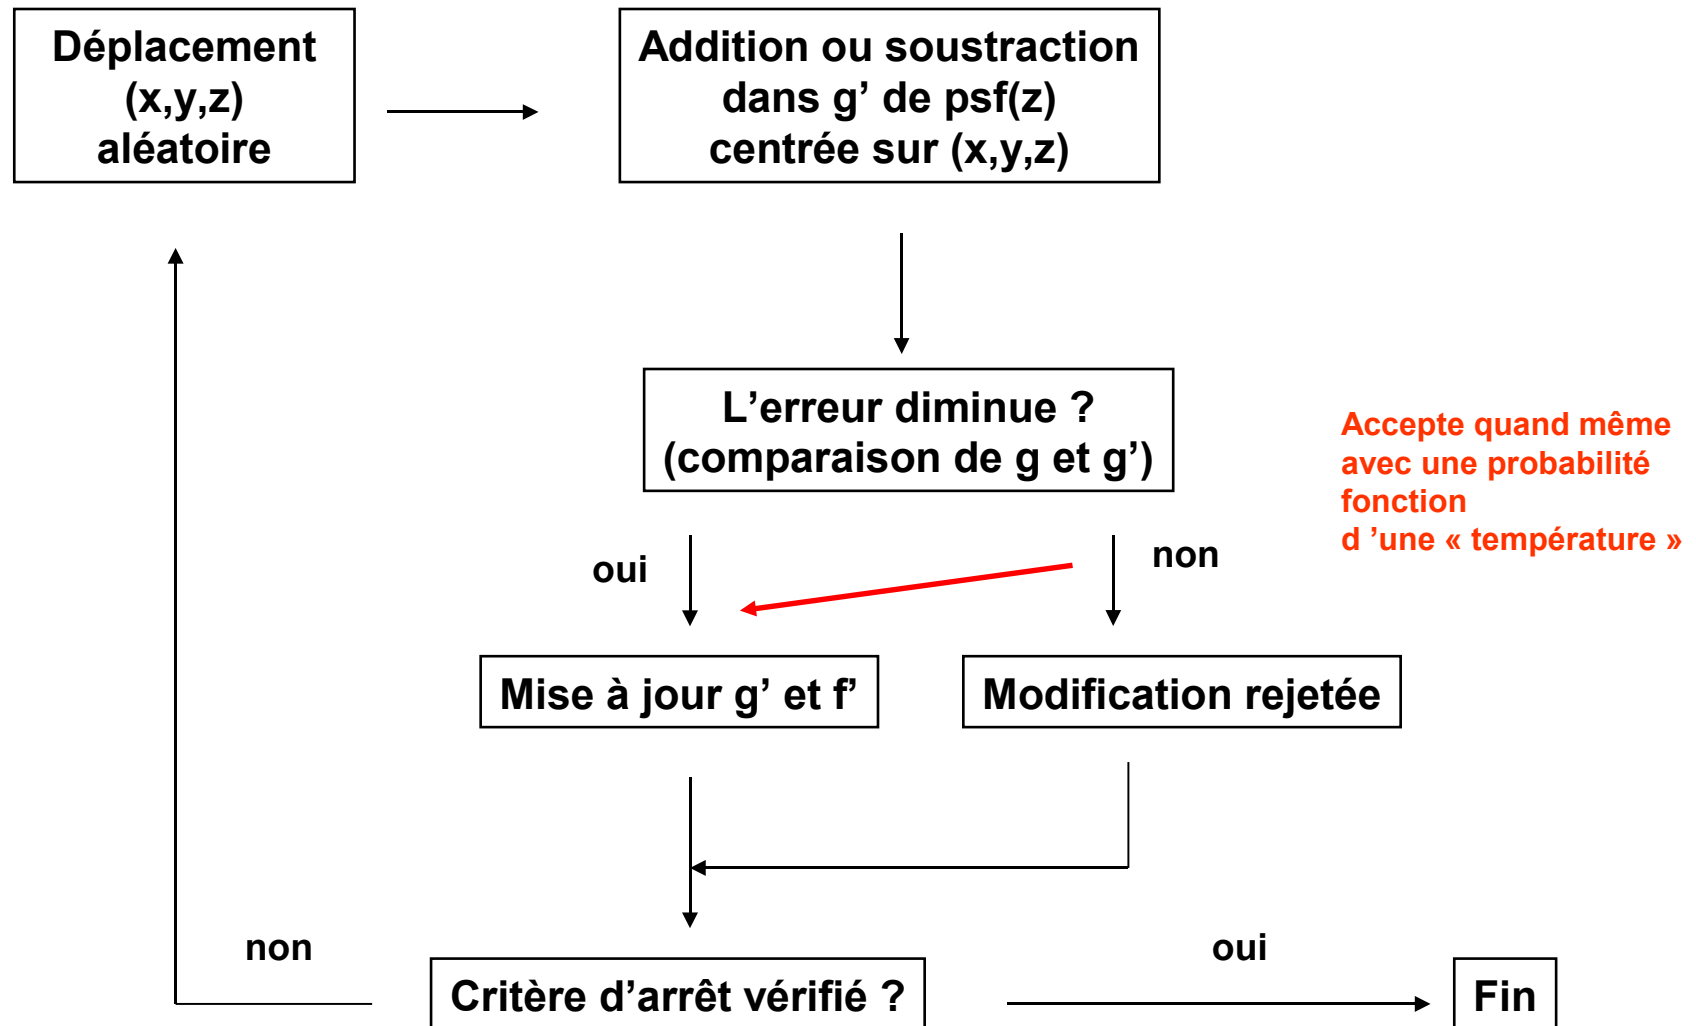 Déplacement
(x,y,z)
aléatoire
Addition ou soustraction
dans g’ de psf(z)
centrée sur (x,y,z)
L’erreur diminue ?
(comparaison de g et g’)
Accepte quand même
avec une probabilité
fonction
d ’une « température »
oui
non
Mise à jour g’ et f’
Modification rejetée
non
oui
Critère d’arrêt vérifié ?
Fin